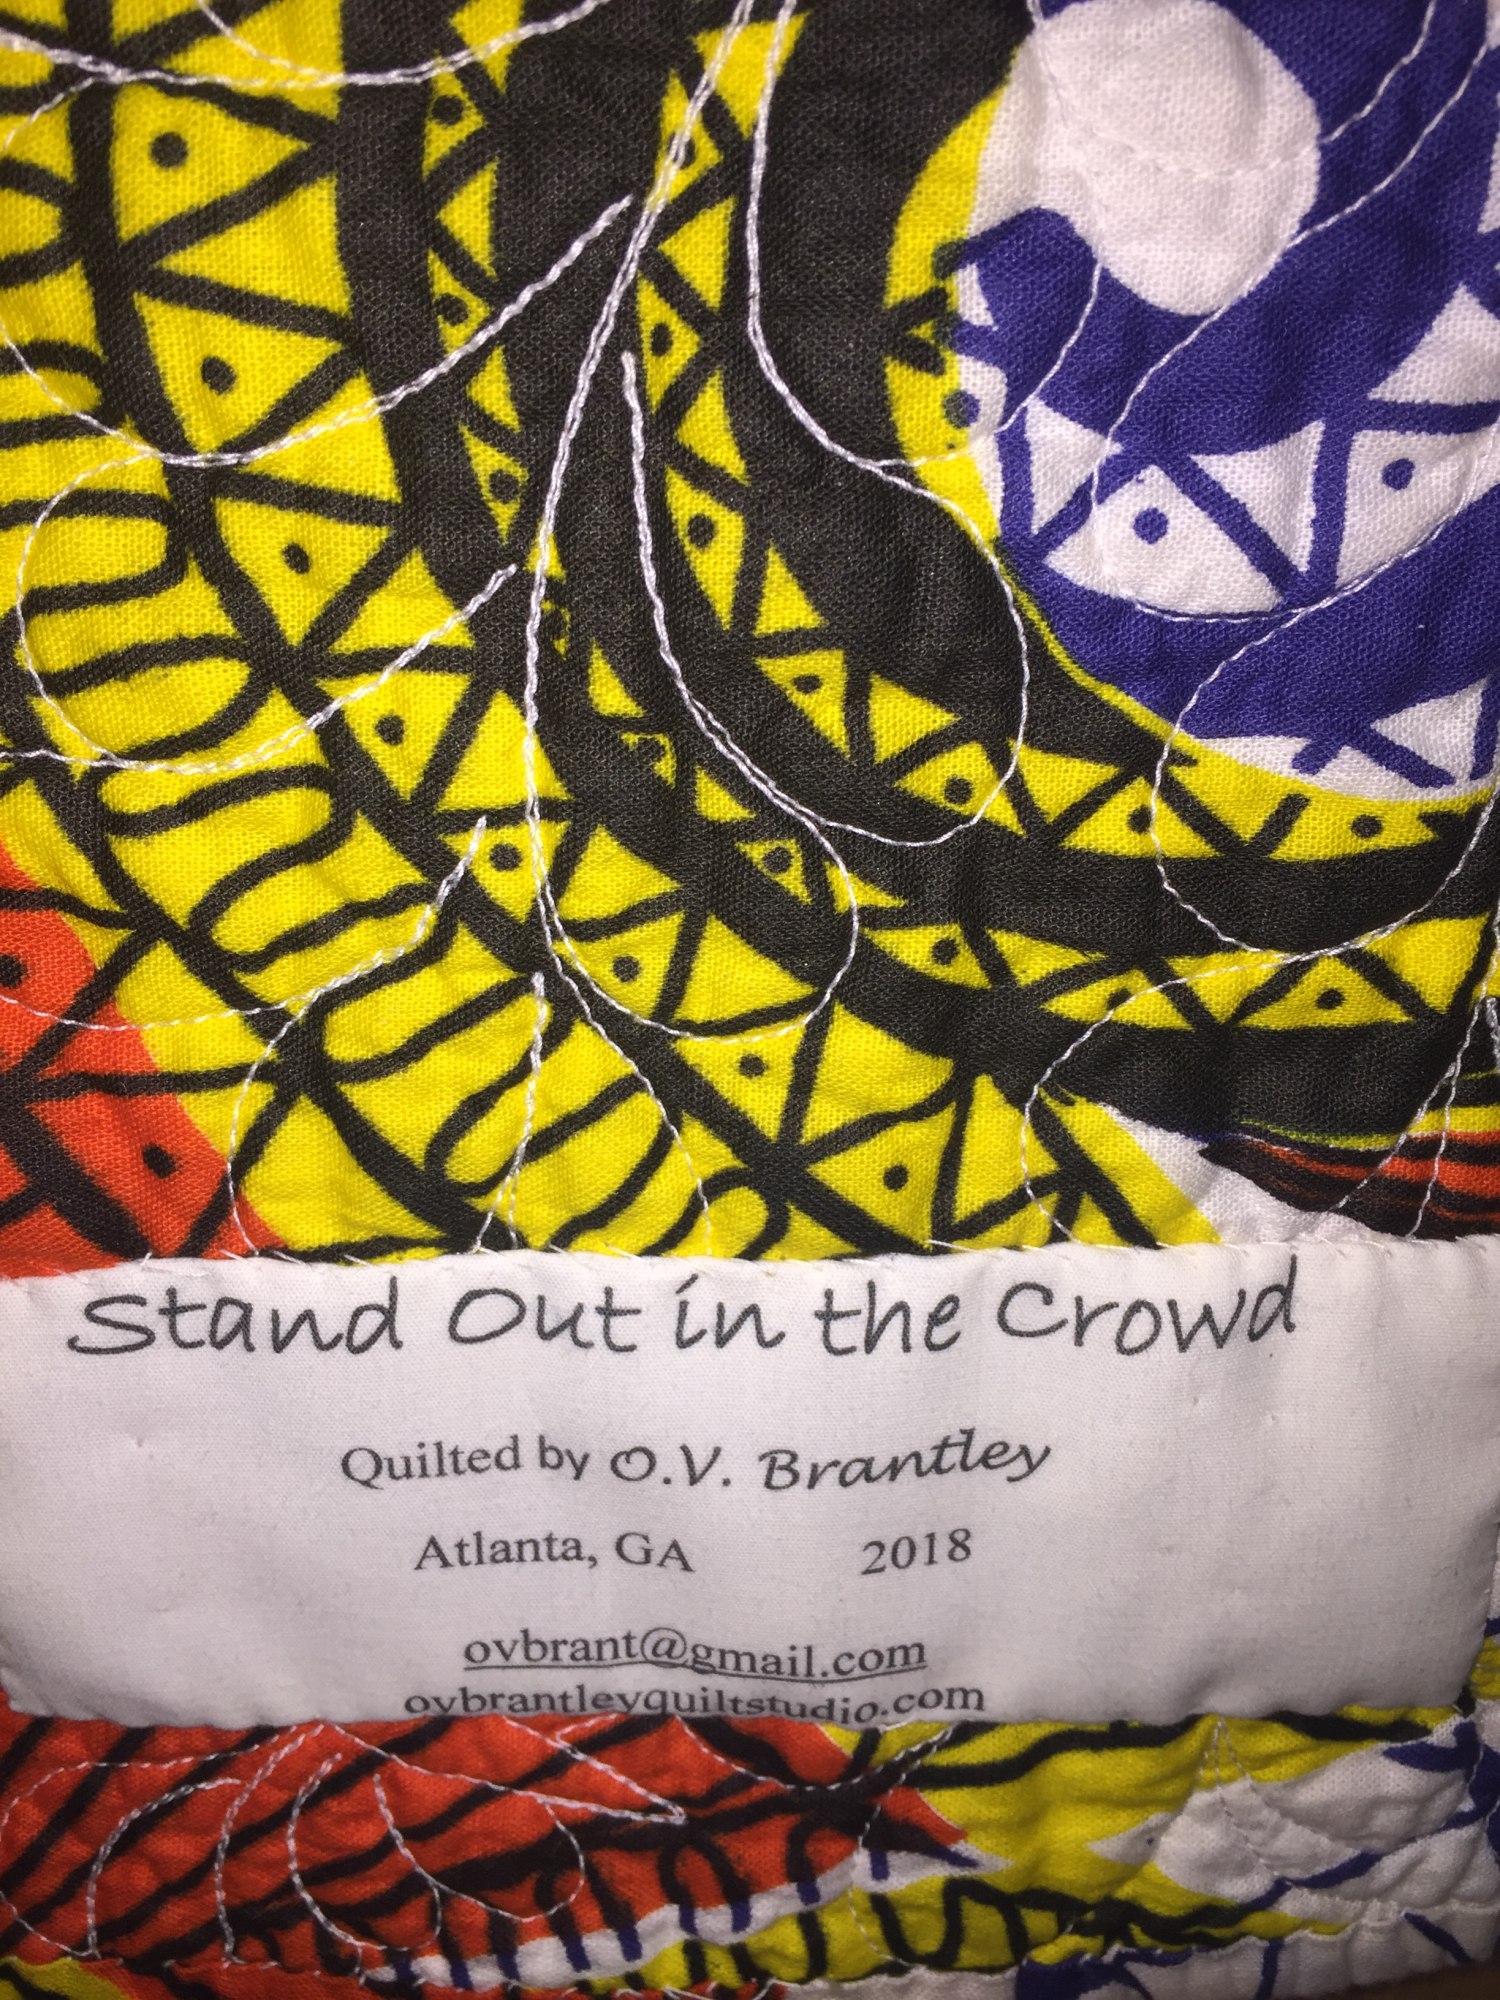 Stand Out in the Crowd
Quilted by O.V. Brantley
Atlanta, GA 2018
ovbrant@gmail.com
ovbrantleyquiltstudio.com